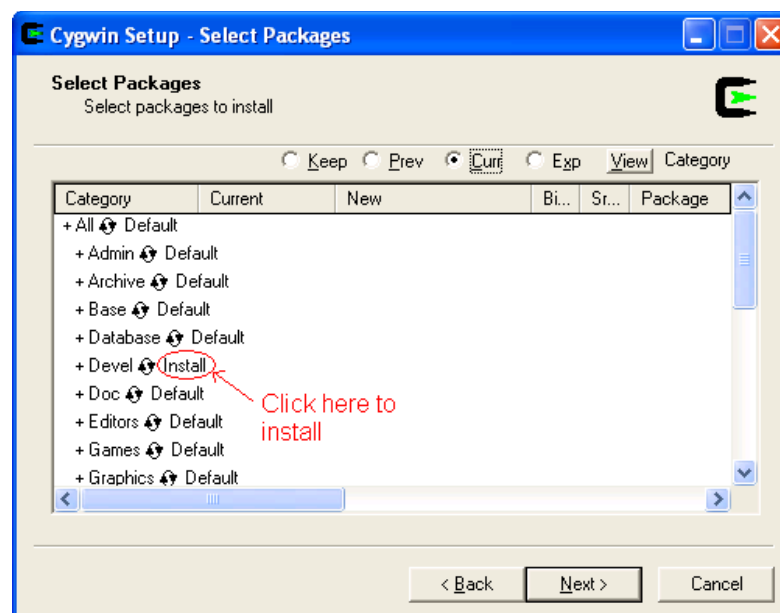 Cygwin Setup - Select Packages
Select Packages
Select packages to install
Keep Prev Curr Exp View Category
Category Current New Bi... Sr... Package
+ All Default
+ Admin Default
+ Archive Default
+ Base Default
+ Database Default
+ Devel Install
+ Doc Default
+ Editors Default
+ Games Default
+ Graphics Default
Click here to
install
< Back Next > Cancel